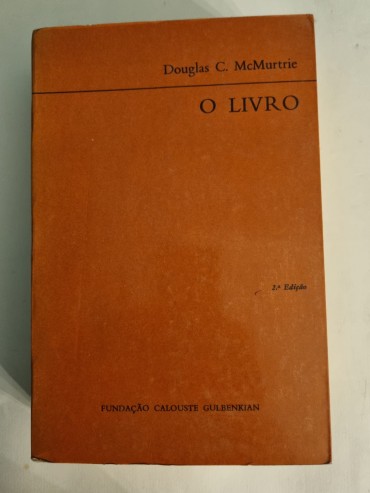 Douglas C. McMurtrie
O LIVRO
2.ª Edição
FUNDAÇÃO CALOUSTE GULBENKIAN